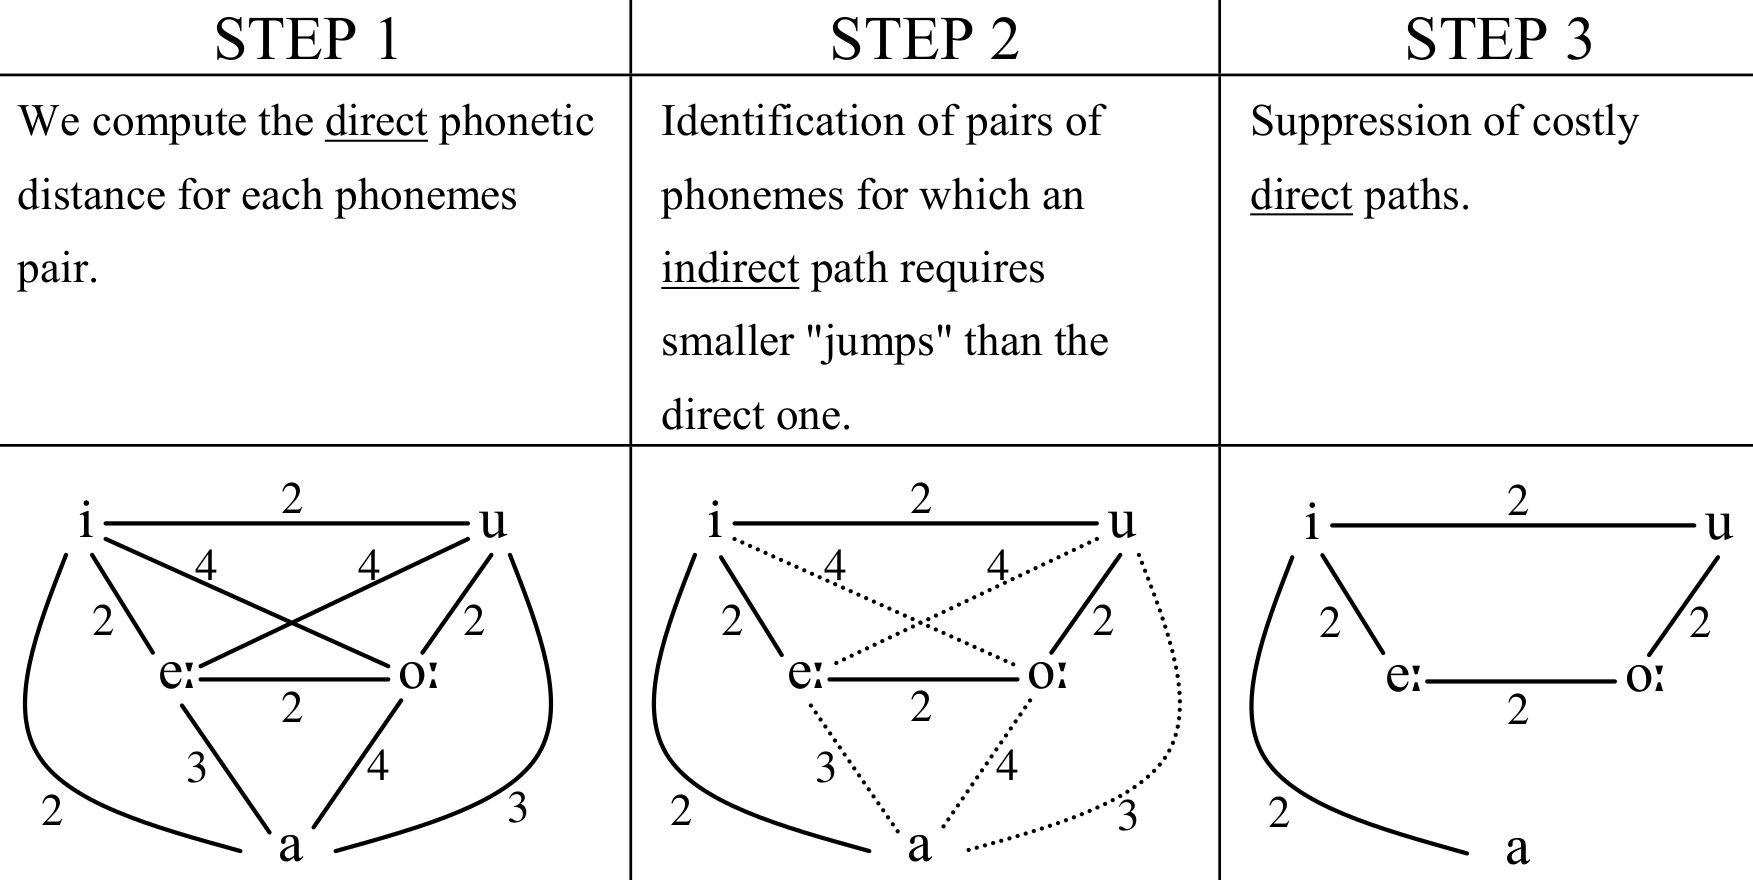 STEP 1
STEP 2
STEP 3
We compute the direct phonetic
distance for each phonemes
pair.
Identification of pairs of
phonemes for which an
indirect path requires
smaller "jumps" than the
direct one.
Suppression of costly
direct paths.
2
i
u
4
4
2
2
eː
oː
2
3
4
2
3
a
2
i
u
4
4
2
2
eː
oː
2
3
4
2
3
a
2
i
u
2
2
eː
oː
2
2
a